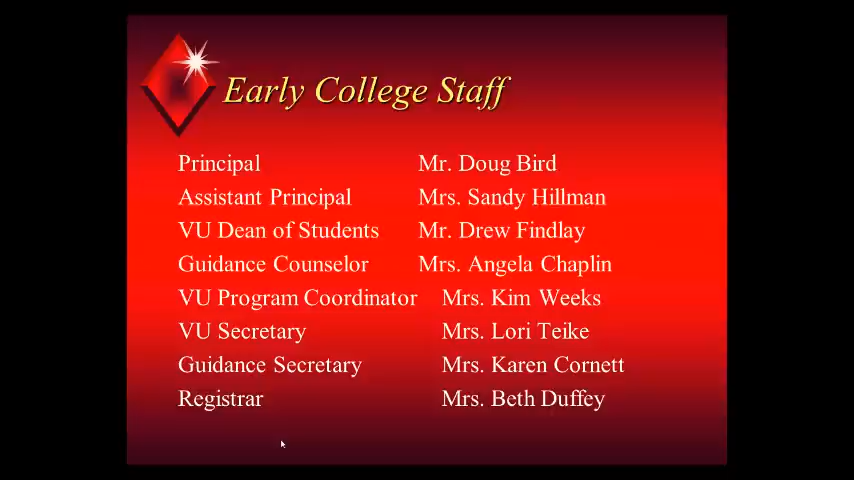 Early College Staff
Principal Mr. Doug Bird
Assistant Principal Mrs. Sandy Hillman
VU Dean of Students Mr. Drew Findlay
Guidance Counselor Mrs. Angela Chaplin
VU Program Coordinator Mrs. Kim Weeks
VU Secretary Mrs. Lori Teike
Guidance Secretary Mrs. Karen Cornett
Registrar Mrs. Beth Duffey